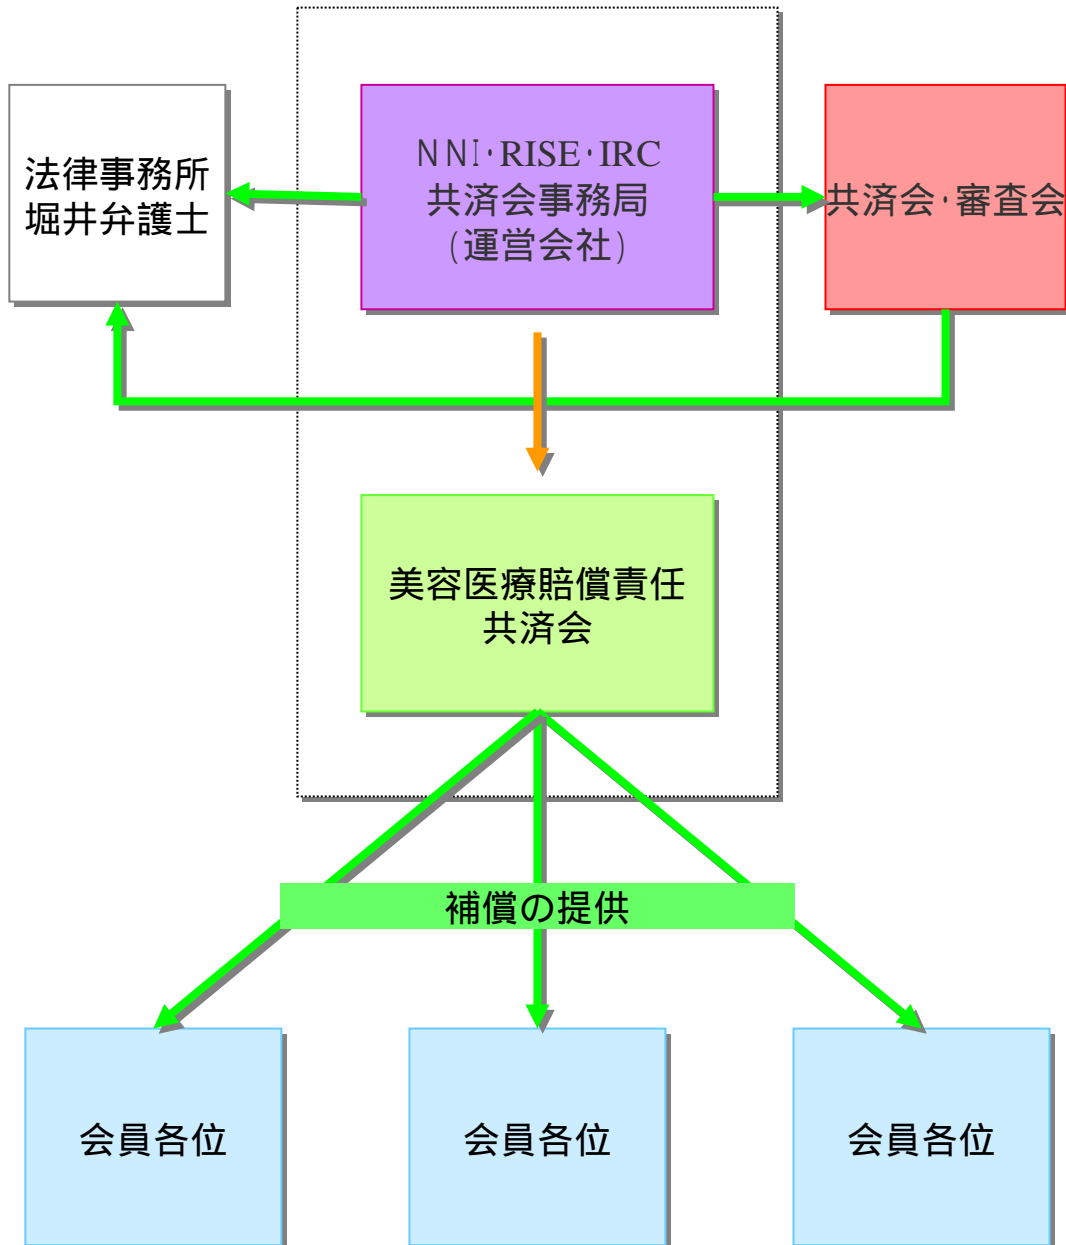 法律事務所
堀井弁護士
NNI･RISE･IRC
共済会事務局
(運営会社)
共済会･審査会
美容医療賠償責任
共済会
補償の提供
会員各位
会員各位
会員各位